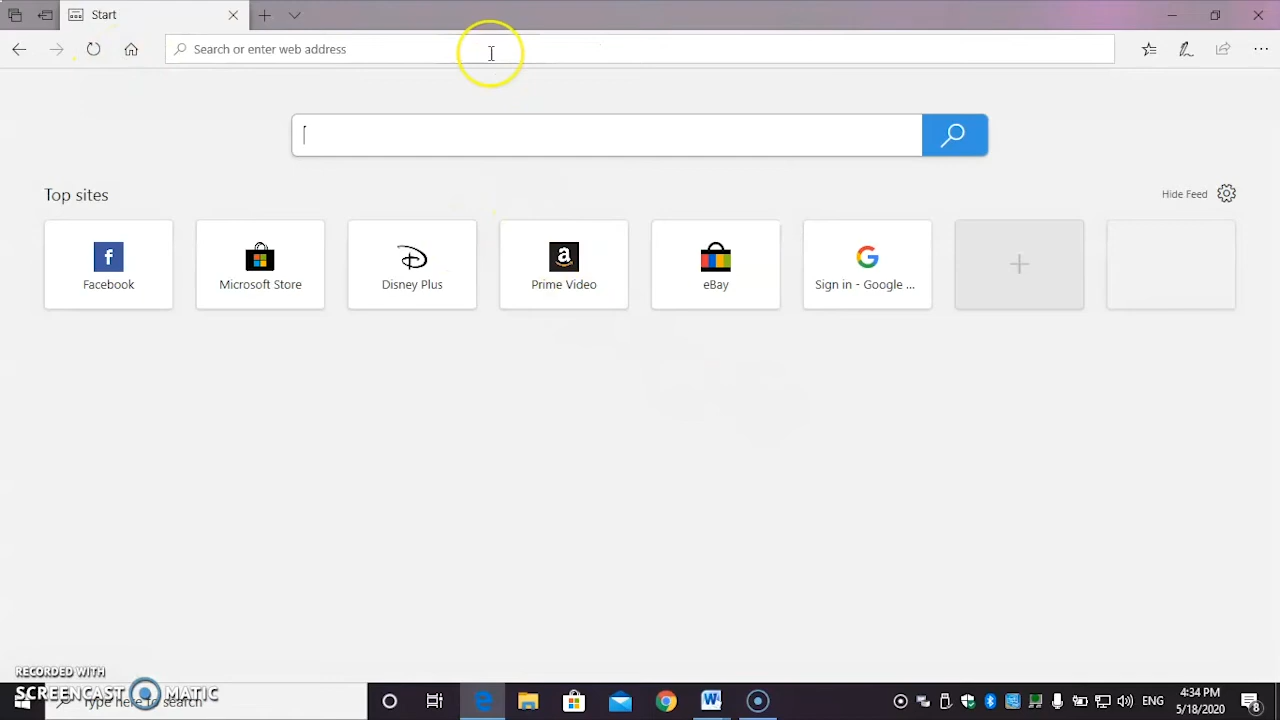 Start
Search or enter web address
Top sites
Hide Feed
Facebook
Microsoft Store
Disney Plus
Prime Video
eBay
Sign in - Google ...
RECORDED WITH
SCREENCAST MATIC
Type here to search
ENG
4:34 PM
5/18/2020
8